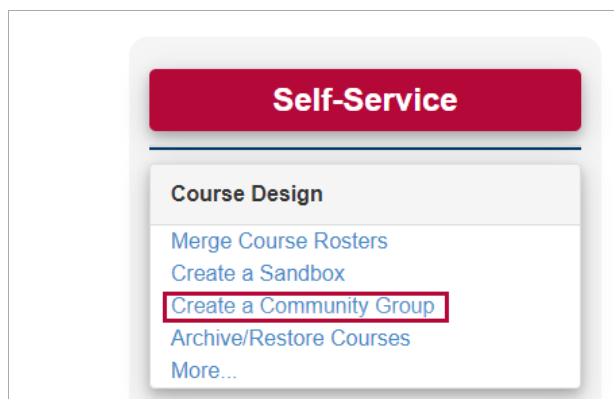 Self-Service
Course Design
Merge Course Rosters
Create a Sandbox
Create a Community Group
Archive/Restore Courses
More...